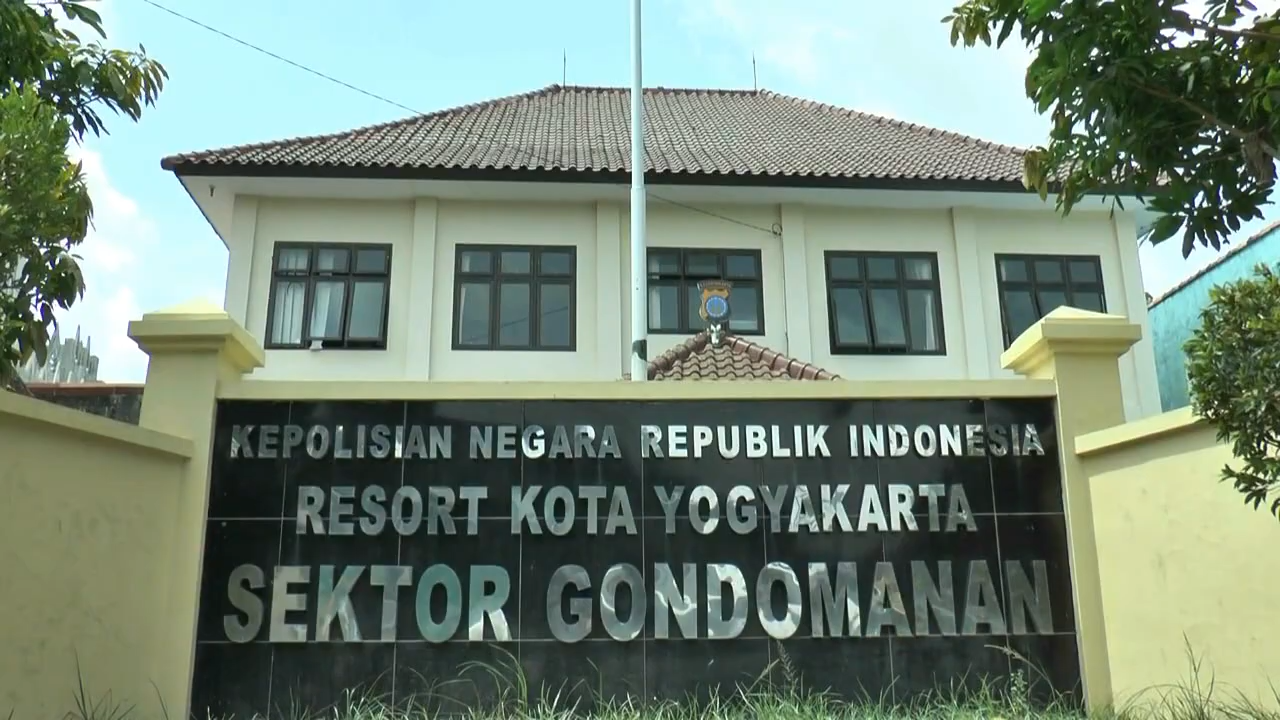 KEPOLISIAN NEGARA REPUBLIK INDONESIA
RESORT KOTA YOGYAKARTA
SEKTOR GONDOMANAN